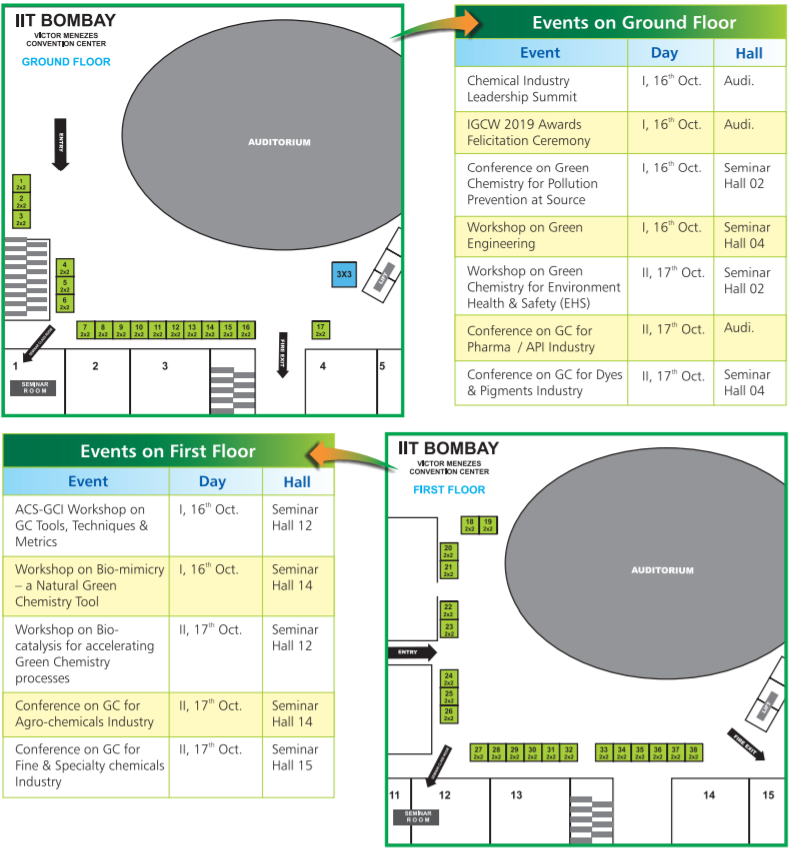 IIT BOMBAY
VICTOR MENEZES
CONVENTION CENTER
GROUND FLOOR
ENTRY
AUDITORIUM
1
2x2
2
2x2
3
2x2
4
2x2
5
2x2
6
2x2
3X3
LIFT
7 8 9 10 11 12 13 14 15 16
2x2 2x2 2x2 2x2 2x2 2x2 2x2 2x2 2x2 2x2
17
2x2
FIRE EXIT
1 2 3 4 5
SEMINAR
ROOM
Events on Ground Floor
Event Day Hall
Chemical Industry I, 16th Oct. Audi.
Leadership Summit
IGCW 2019 Awards I, 16th Oct. Audi.
Felicitation Ceremony
Conference on Green I, 16th Oct. Seminar
Chemistry for Pollution Hall 02
Prevention at Source
Workshop on Green I, 16th Oct. Seminar
Engineering Hall 04
Workshop on Green II, 17th Oct. Seminar
Chemistry for Environment Hall 02
Health & Safety (EHS)
Conference on GC for II, 17th Oct. Audi.
Pharma / API Industry
Conference on GC for Dyes II, 17th Oct. Seminar
& Pigments Industry Hall 04
Events on First Floor
Event Day Hall
ACS-GCI Workshop on I, 16th Oct. Seminar
GC Tools, Techniques & Hall 12
Metrics
Workshop on Bio-mimicry I, 16th Oct. Seminar
– a Natural Green Hall 14
Chemistry Tool
Workshop on Bio- II, 17th Oct. Seminar
catalysis for accelerating Hall 12
Green Chemistry
processes
Conference on GC for II, 17th Oct. Seminar
Agro-chemicals Industry Hall 14
Conference on GC for II, 17th Oct. Seminar
Fine & Specialty chemicals Hall 15
Industry
IIT BOMBAY
VICTOR MENEZES
CONVENTION CENTER
FIRST FLOOR
18 19
2x2 2x2
20
2x2
21
2x2
AUDITORIUM
22
2x2
23
2x2
ENTRY
24
2x2
25
2x2
26
2x2
LIFT
FIRE EXIT
27 28 29 30 31 32 33 34 35 36 37 38
2x2 2x2 2x2 2x2 2x2 2x2 2x2 2x2 2x2 2x2 2x2 2x2
11 12 13 14 15
SEMINAR
ROOM